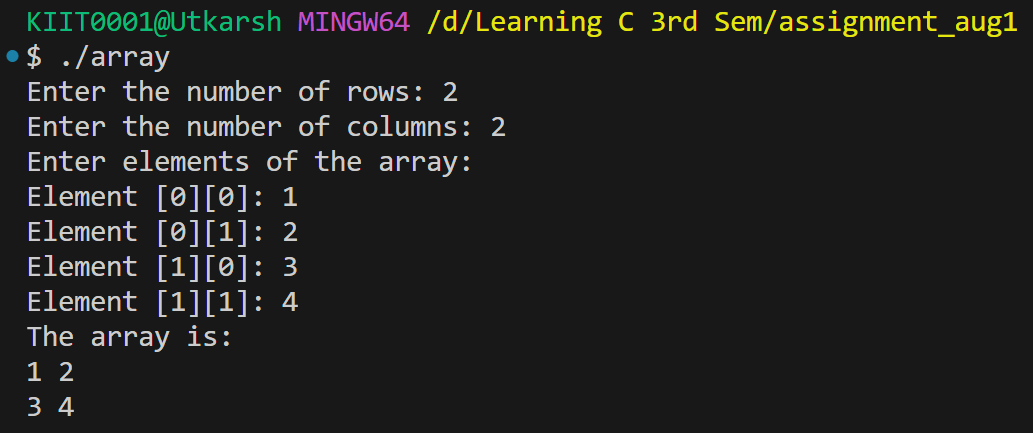 KIIT0001@Utkarsh MINGW64 /d/Learning C 3rd Sem/assignment_aug1
$ ./array
Enter the number of rows: 2
Enter the number of columns: 2
Enter elements of the array:
Element [0][0]: 1
Element [0][1]: 2
Element [1][0]: 3
Element [1][1]: 4
The array is:
1 2
3 4